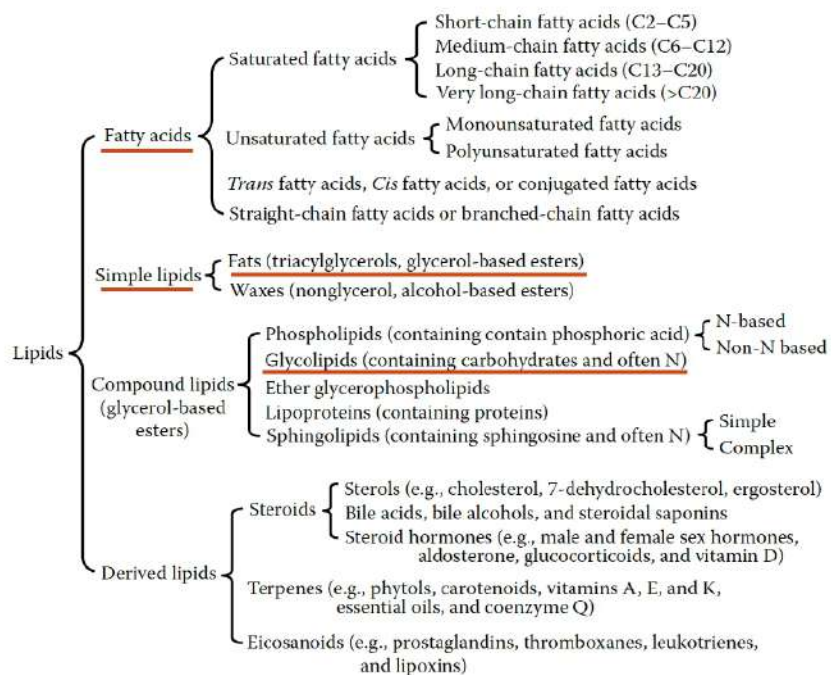 Short-chain fatty acids (C2–C5)
Medium-chain fatty acids (C6–C12)
Saturated fatty acids
Long-chain fatty acids (C13–C20)
Very long-chain fatty acids (>C20)
Fatty acids
Unsaturated fatty acids
Monounsaturated fatty acids
Polyunsaturated fatty acids
Trans fatty acids, Cis fatty acids, or conjugated fatty acids
Straight-chain fatty acids or branched-chain fatty acids
Simple lipids
Fats (triacylglycerols, glycerol-based esters)
Waxes (nonglycerol, alcohol-based esters)
Lipids
Compound lipids
(glycerol-based
esters)
Phospholipids (containing contain phosphoric acid)
N-based
Non-N based
Glycolipids (containing carbohydrates and often N)
Ether glycerophospholipids
Lipoproteins (containing proteins)
Sphingolipids (containing sphingosine and often N)
Simple
Complex
Derived lipids
Steroids
Sterols (e.g., cholesterol, 7-dehydrocholesterol, ergosterol)
Bile acids, bile alcohols, and steroidal saponins
Steroid hormones (e.g., male and female sex hormones,
aldosterone, glucocorticoids, and vitamin D)
Terpenes (e.g., phytols, carotenoids, vitamins A, E, and K,
essential oils, and coenzyme Q)
Eicosanoids (e.g., prostaglandins, thromboxanes, leukotrienes,
and lipoxins)